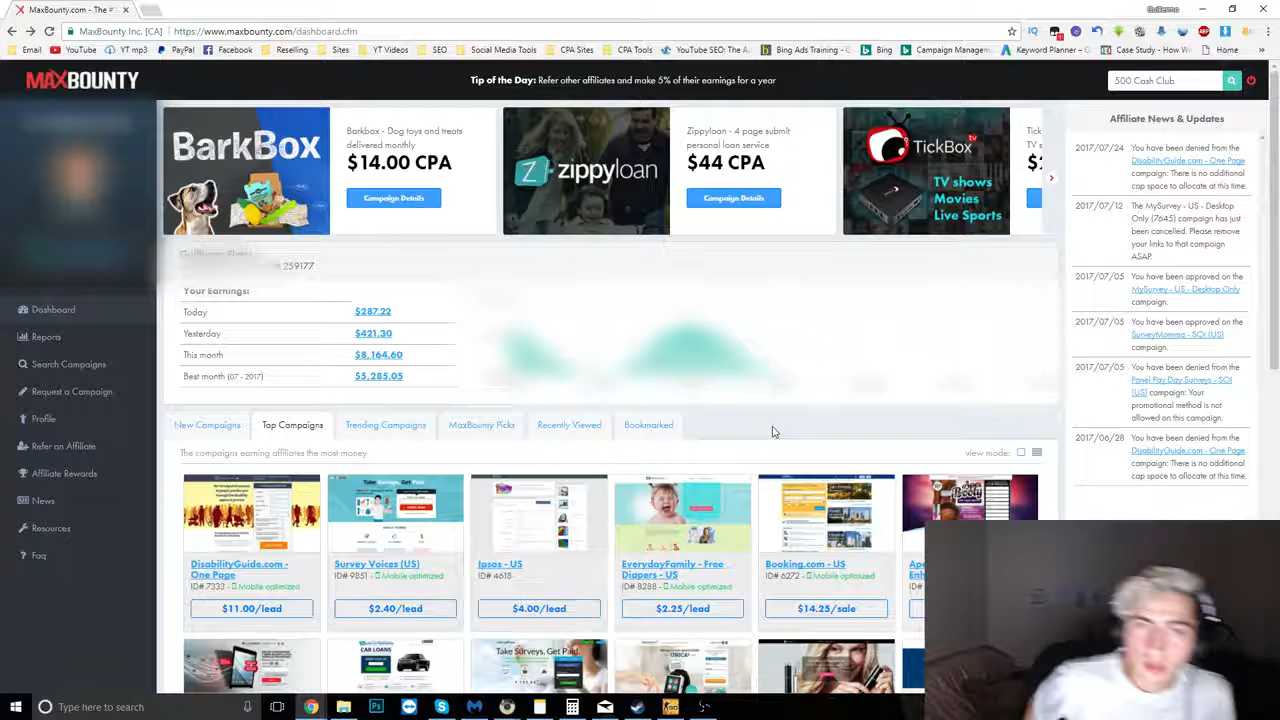 MaxBounty.com - The #
Guillermo
MaxBounty Inc. [CA] | https://www.maxbounty.com/dashboard.cfm
Email YouTube YT mp3 PayPal Facebook Reselling Sites YT Videos SEO Social Media Tools CPA Sites CPA Tools YouTube SEO: The A Bing Ads Training - G Bing Campaign Manage Keyword Planner – G Case Study - How W Home
MAXBOUNTY
Tip of the Day: Refer other affiliates and make 5% of their earnings for a year
500 Cash Club
BarkBox
Barkbox - Dog toys and treats
delivered monthly
$14.00 CPA
Campaign Details
zippyloan
Zippyloan - 4 page submit
personal loan service
$44 CPA
Campaign Details
TickBox tv
TV shows
Movies
Live Sports
Tick
TV s
Affiliate News & Updates
2017/07/24 You have been denied from the
DisabilityGuide.com - One Page
campaign: There is no additional
cap space to allocate at this time.
2017/07/12 The MySurvey - US - Desktop
Only (7645) campaign has just
been cancelled. Please remove
your links to that campaign
ASAP.
2017/07/05 You have been approved on the
MySurvey - US - Desktop Only
campaign.
2017/07/05 You have been approved on the
SurveyMomma - SOI (US)
campaign.
2017/07/05 You have been denied from the
Panel Pay Day Surveys - SOI
(US) campaign: Your
promotional method is not
allowed on this campaign.
2017/06/28 You have been denied from the
DisabilityGuide.com - One Page
campaign: There is no additional
cap space to allocate at this time.
Dashboard
Reports
Search Campaigns
Request a Campaign
Profile
Refer an Affiliate
Affiliate Rewards
News
Resources
Faq
259177
Your Earnings:
Today $287.22
Yesterday $421.30
This month $8,164.60
Best month (07 - 2017) $5,285.05
New Campaigns Top Campaigns Trending Campaigns MaxBounty Picks Recently Viewed Bookmarked
The campaigns earning affiliates the most money
view mode:
DisabilityGuide.com -
One Page
ID# 7333 - Mobile optimized
$11.00/lead
Survey Voices (US)
ID# 9851 - Mobile optimized
$2.40/lead
Ipsos - US
ID# 4618
$4.00/lead
EverydayFamily - Free
Diapers - US
ID# 8288 - Mobile optimized
$2.25/lead
Booking.com - US
ID# 6272 - Mobile optimized
$14.25/sale
Booty
CAR LOANS
Take Surveys, Get Paid.
Type here to search